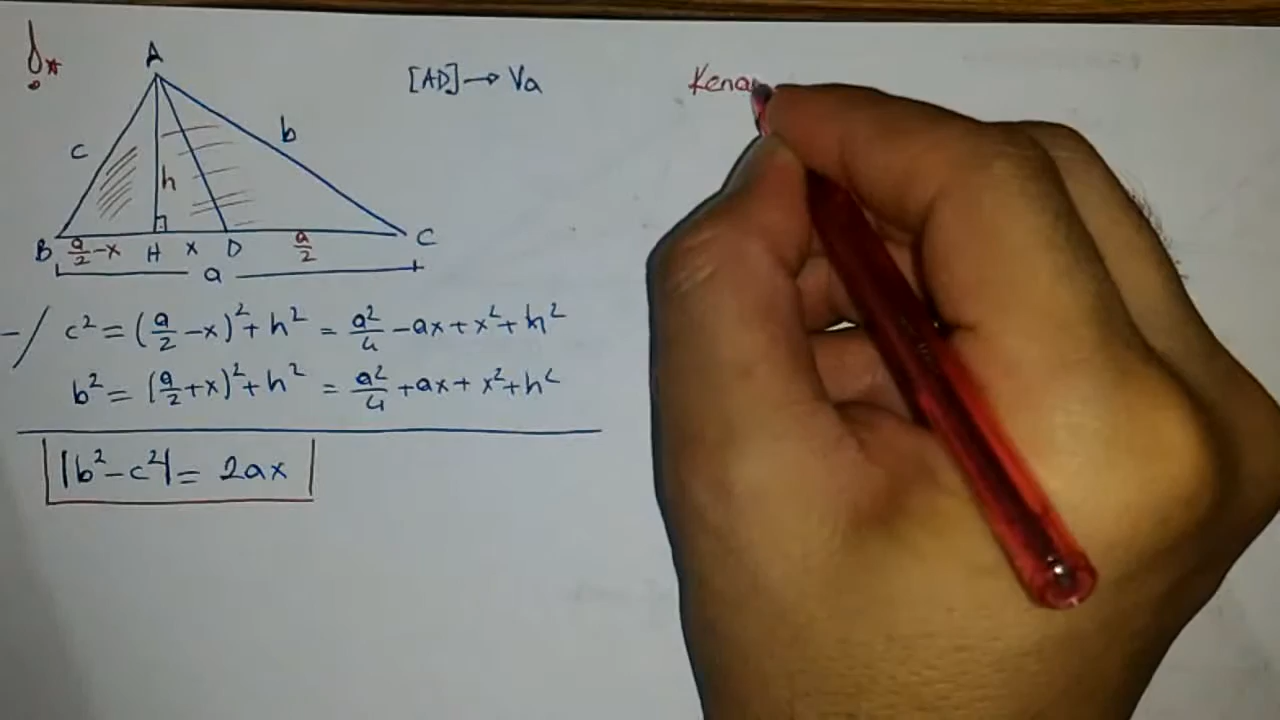 A
[AD]→Va
Kena
c
b
h
B a/2-x H x D a/2 C
a
-/ c² = (a/2-x)²+h² = a²/4-ax+x²+h²
b² = (a/2+x)²+h² = a²/4+ax+x²+h²
|b²-c²| = 2ax